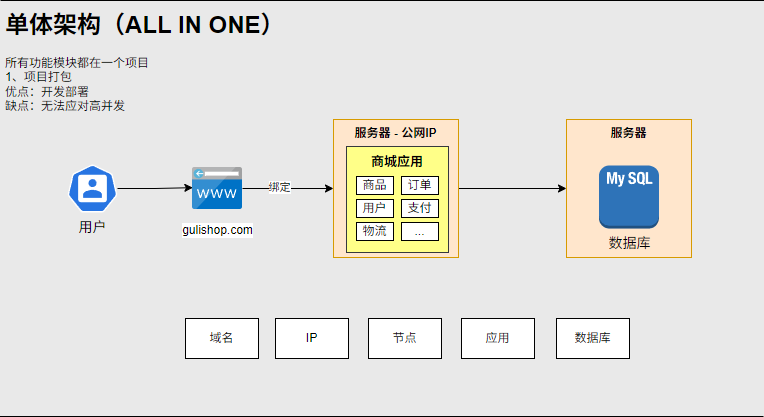 单体架构（ALL IN ONE）
所有功能模块都在一个项目
1、项目打包
优点：开发部署
缺点：无法应对高并发
服务器 - 公网IP
服务器
商城应用
商品
订单
用户
支付
物流
...
WWW
绑定
My SQL
用户
gulishop.com
数据库
域名
IP
节点
应用
数据库